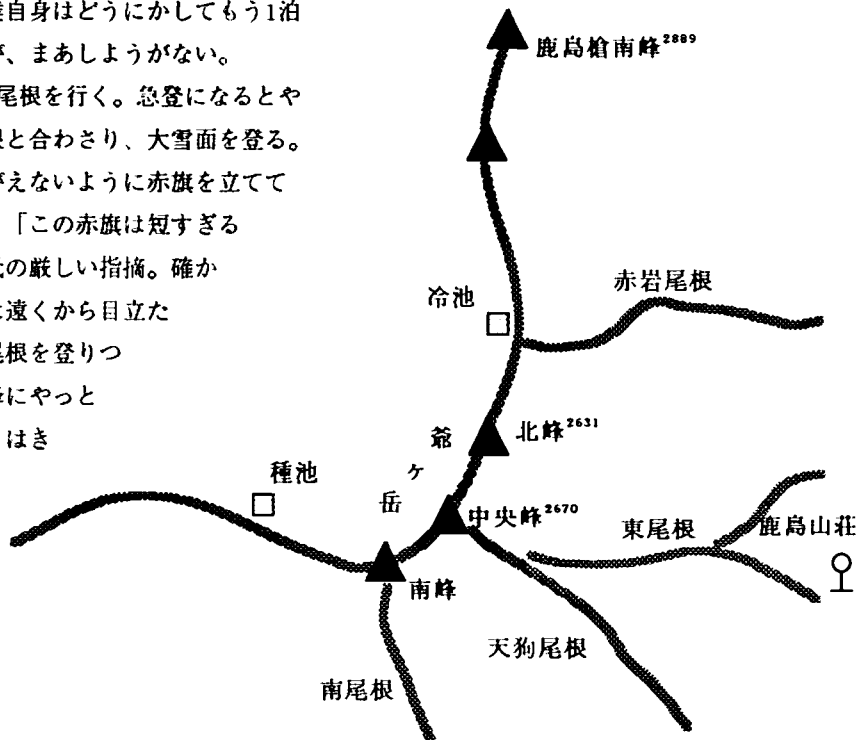 自身はどうにかしてもう1泊
、まあしようがない。
尾根を行く。急登になるとや
と合わさり、大雪面を登る。
がえないように赤旗を立てて
「この赤旗は短すぎる
の厳しい指摘。確か
遠くから目立た
尾根を登りつ
にやっと
はき
鹿島槍南峰2889
冷池
赤岩尾根
爺
ヶ
岳
北峰2631
種池
中央峰2670
東尾根
鹿島山荘
南峰
天狗尾根
南尾根